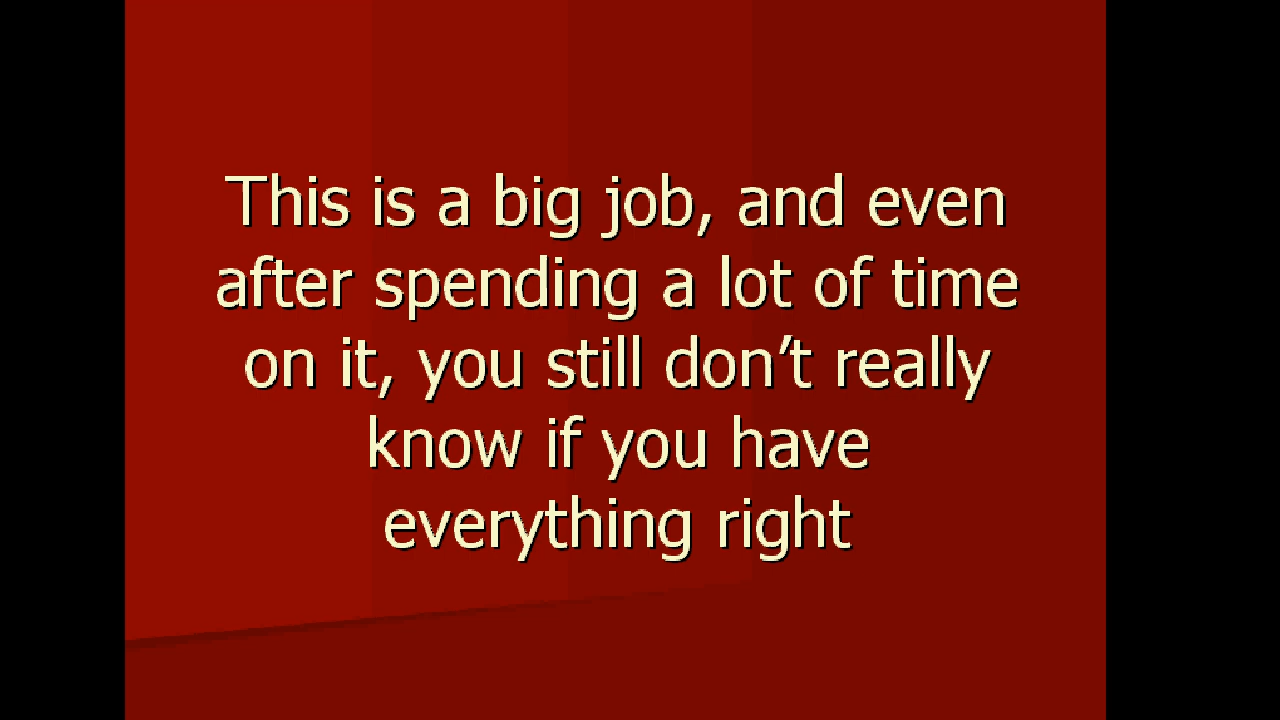 This is a big job, and even
after spending a lot of time
on it, you still don’t really
know if you have
everything right